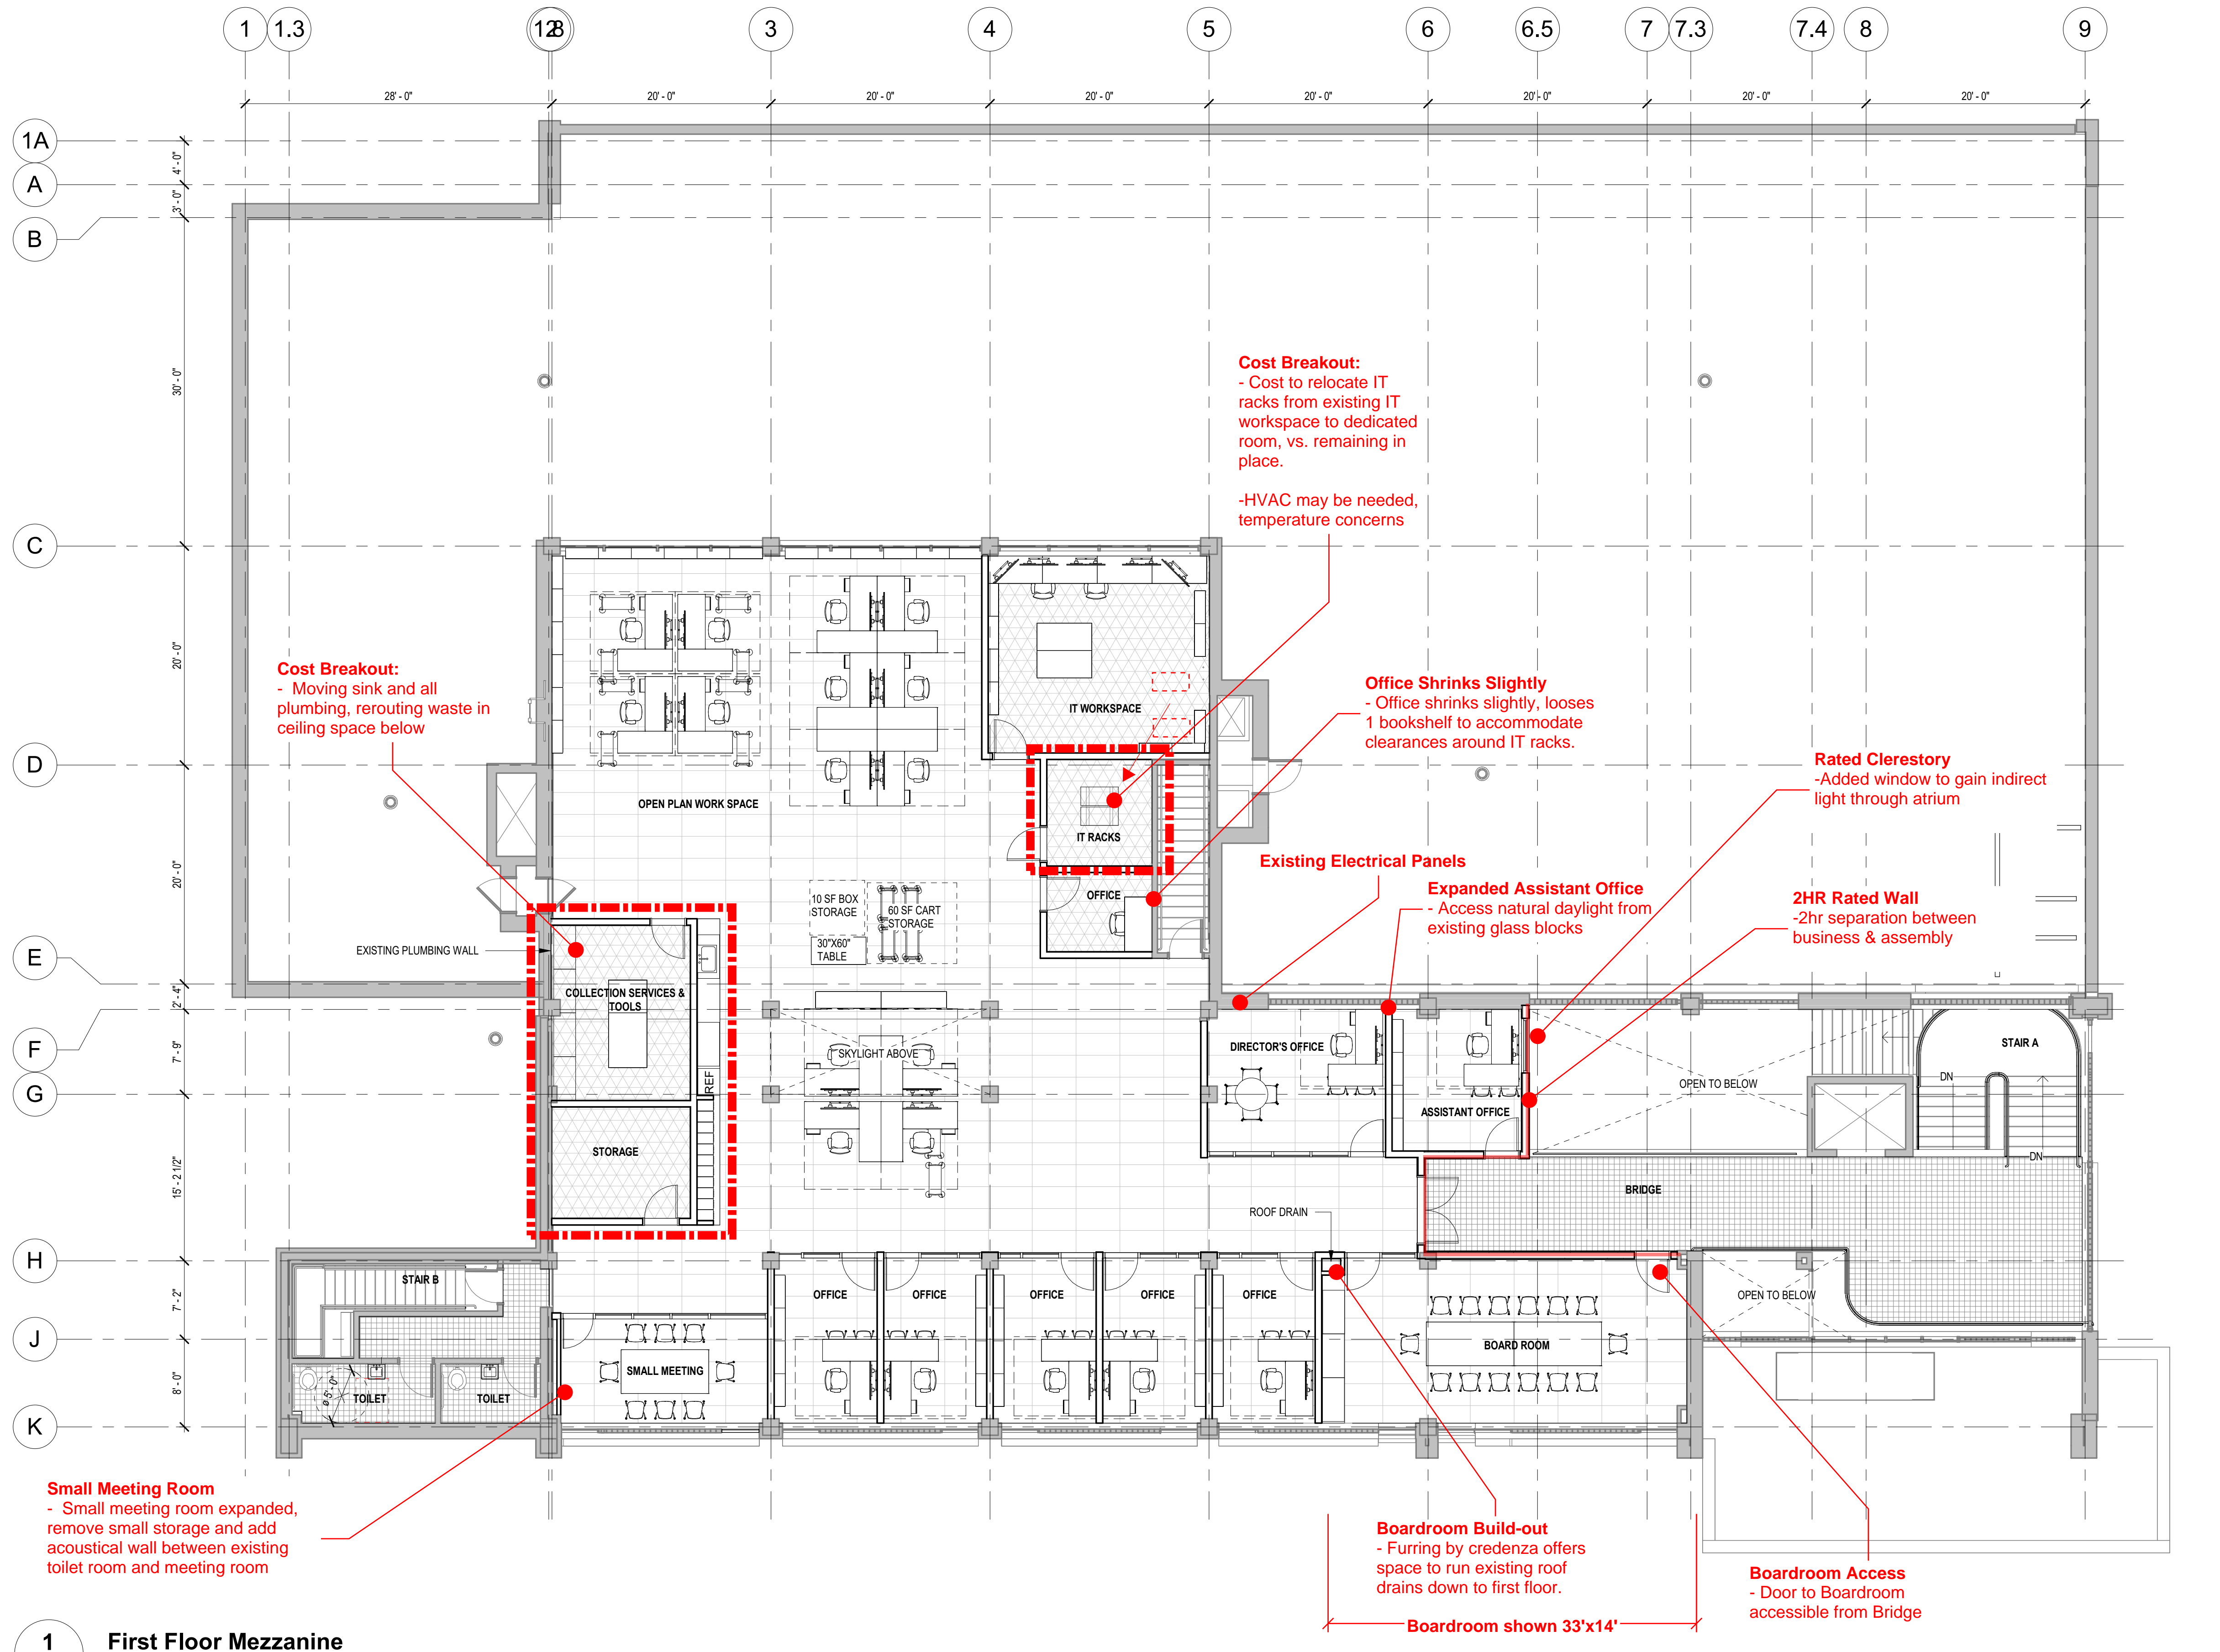 1
1.3
1.8
2
3
4
5
6
6.5
7
7.3
7.4
8
9
28' - 0"
20' - 0"
20' - 0"
20' - 0"
20' - 0"
20' - 0"
20' - 0"
20' - 0"
1A
A
B
C
D
E
F
G
H
J
K
4' - 0"
3' - 0"
30' - 0"
20' - 0"
20' - 0"
2' - 4"
7' - 9"
15' - 2 1/2"
7' - 2"
8' - 0"
Cost Breakout:
- Cost to relocate IT
racks from existing IT
workspace to dedicated
room, vs. remaining in
place.
-HVAC may be needed,
temperature concerns
Cost Breakout:
- Moving sink and all
plumbing, rerouting waste in
ceiling space below
Office Shrinks Slightly
- Office shrinks slightly, looses
1 bookshelf to accommodate
clearances around IT racks.
Rated Clerestory
-Added window to gain indirect
light through atrium
Existing Electrical Panels
Expanded Assistant Office
- Access natural daylight from
existing glass blocks
2HR Rated Wall
-2hr separation between
business & assembly
IT WORKSPACE
OPEN PLAN WORK SPACE
IT RACKS
OFFICE
10 SF BOX
STORAGE
60 SF CART
STORAGE
30"X60"
TABLE
EXISTING PLUMBING WALL
COLLECTION SERVICES &
TOOLS
REF
STORAGE
SKYLIGHT ABOVE
DIRECTOR'S OFFICE
ASSISTANT OFFICE
OPEN TO BELOW
STAIR A
DN
DN
BRIDGE
ROOF DRAIN
STAIR B
OFFICE
OFFICE
OFFICE
OFFICE
OFFICE
OPEN TO BELOW
BOARD ROOM
SMALL MEETING
TOILET
TOILET
ø 5' - 0"
Small Meeting Room
- Small meeting room expanded,
remove small storage and add
acoustical wall between existing
toilet room and meeting room
Boardroom Build-out
- Furring by credenza offers
space to run existing roof
drains down to first floor.
Boardroom shown 33'x14'
Boardroom Access
- Door to Boardroom
accessible from Bridge
1
First Floor Mezzanine